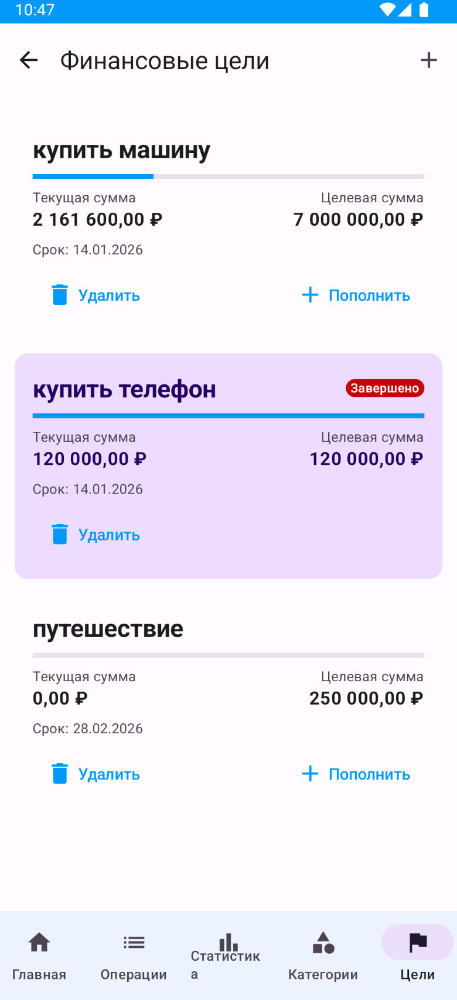 10:47
Финансовые цели
купить машину
Текущая сумма Целевая сумма
2 161 600,00 ₽ 7 000 000,00 ₽
Срок: 14.01.2026
Удалить Пополнить
купить телефон Завершено
Текущая сумма Целевая сумма
120 000,00 ₽ 120 000,00 ₽
Срок: 14.01.2026
Удалить
путешествие
Текущая сумма Целевая сумма
0,00 ₽ 250 000,00 ₽
Срок: 28.02.2026
Удалить Пополнить
Статистик
Главная Операции а Категории Цели